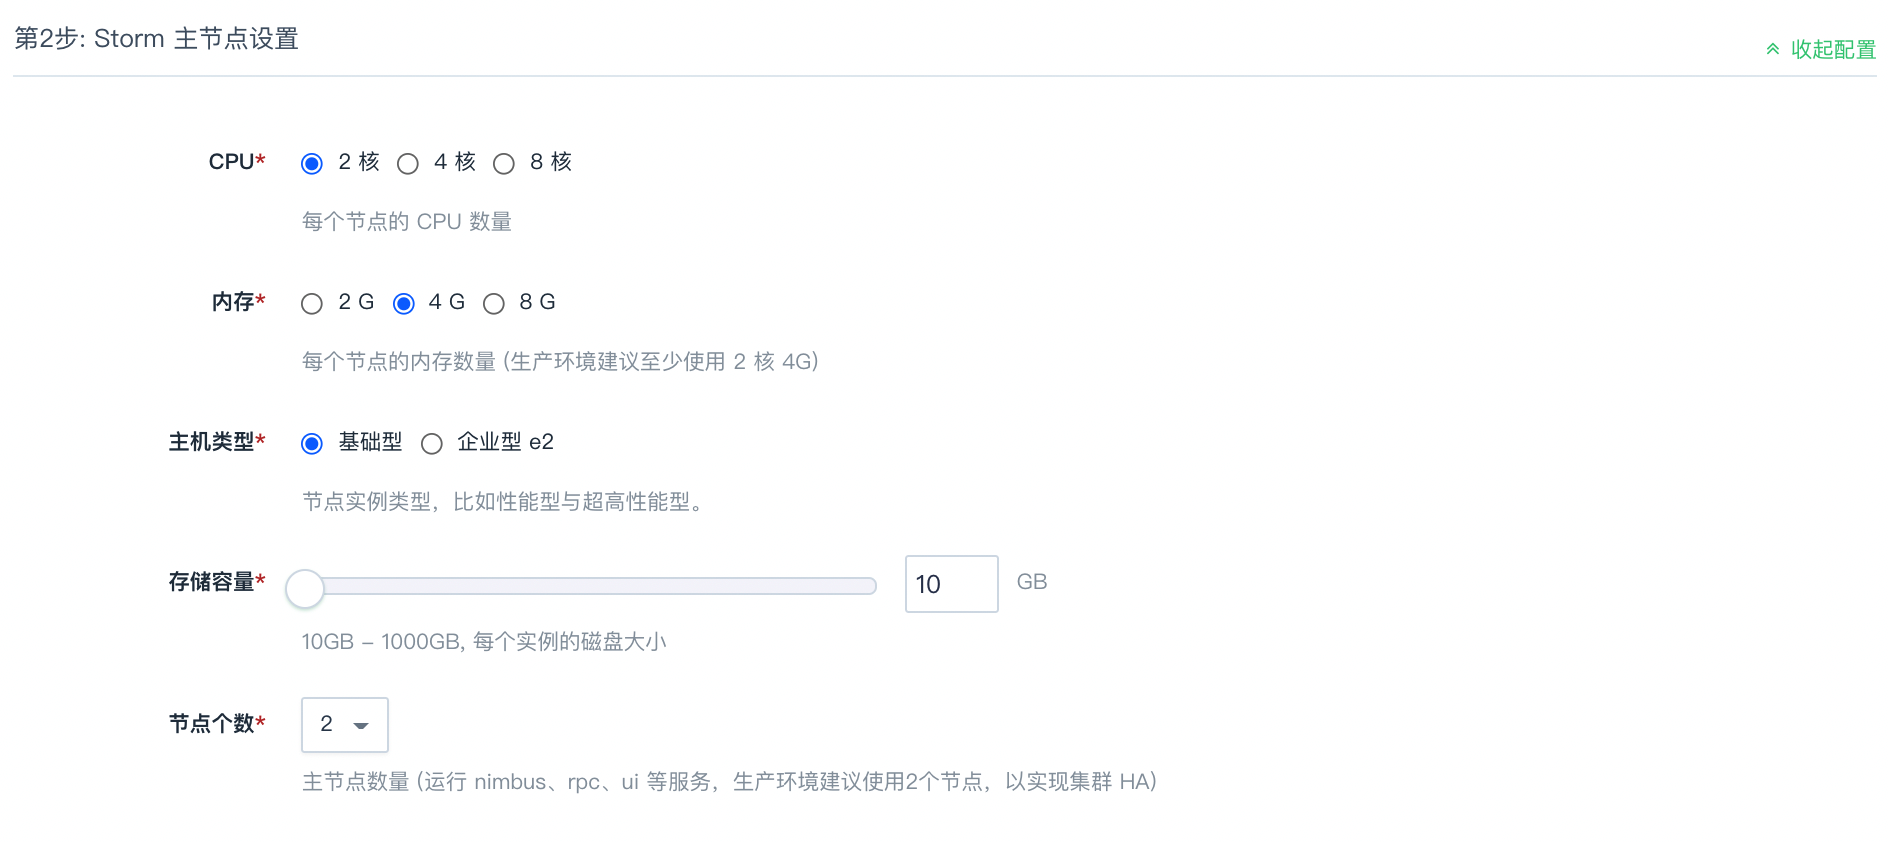 第2步: Storm 主节点设置
收起配置
CPU* 2 核 4 核 8 核
每个节点的 CPU 数量
内存* 2 G 4 G 8 G
每个节点的内存数量 (生产环境建议至少使用 2 核 4G)
主机类型* 基础型 企业型 e2
节点实例类型，比如性能型与超高性能型。
存储容量* 10 GB
10GB – 1000GB, 每个实例的磁盘大小
节点个数* 2
主节点数量 (运行 nimbus、rpc、ui 等服务，生产环境建议使用2个节点，以实现集群 HA)